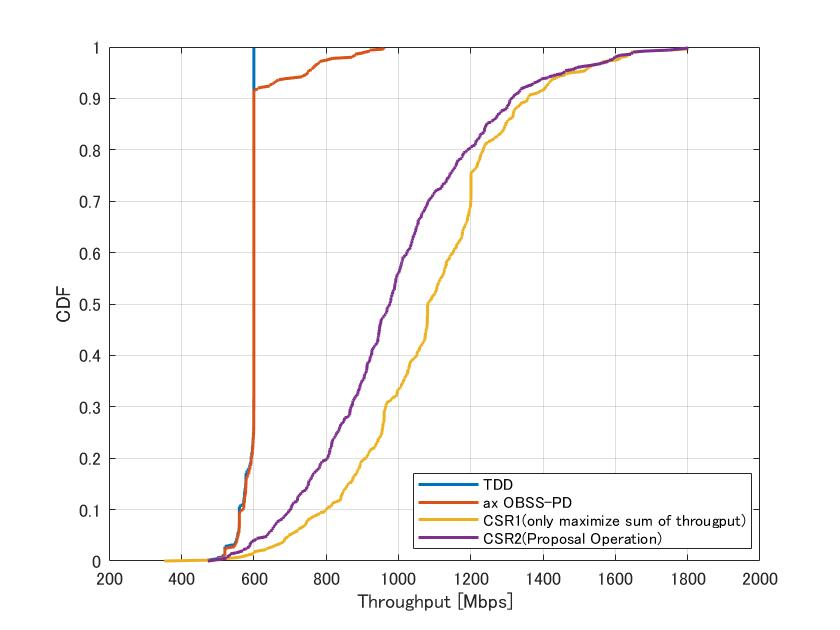 1
0.9
0.8
0.7
0.6
0.5
0.4
0.3
0.2
0.1
0
CDF
TDD
ax OBSS-PD
CSR1(only maximize sum of througput)
CSR2(Proposal Operation)
200 400 600 800 1000 1200 1400 1600 1800 2000
Throughput [Mbps]